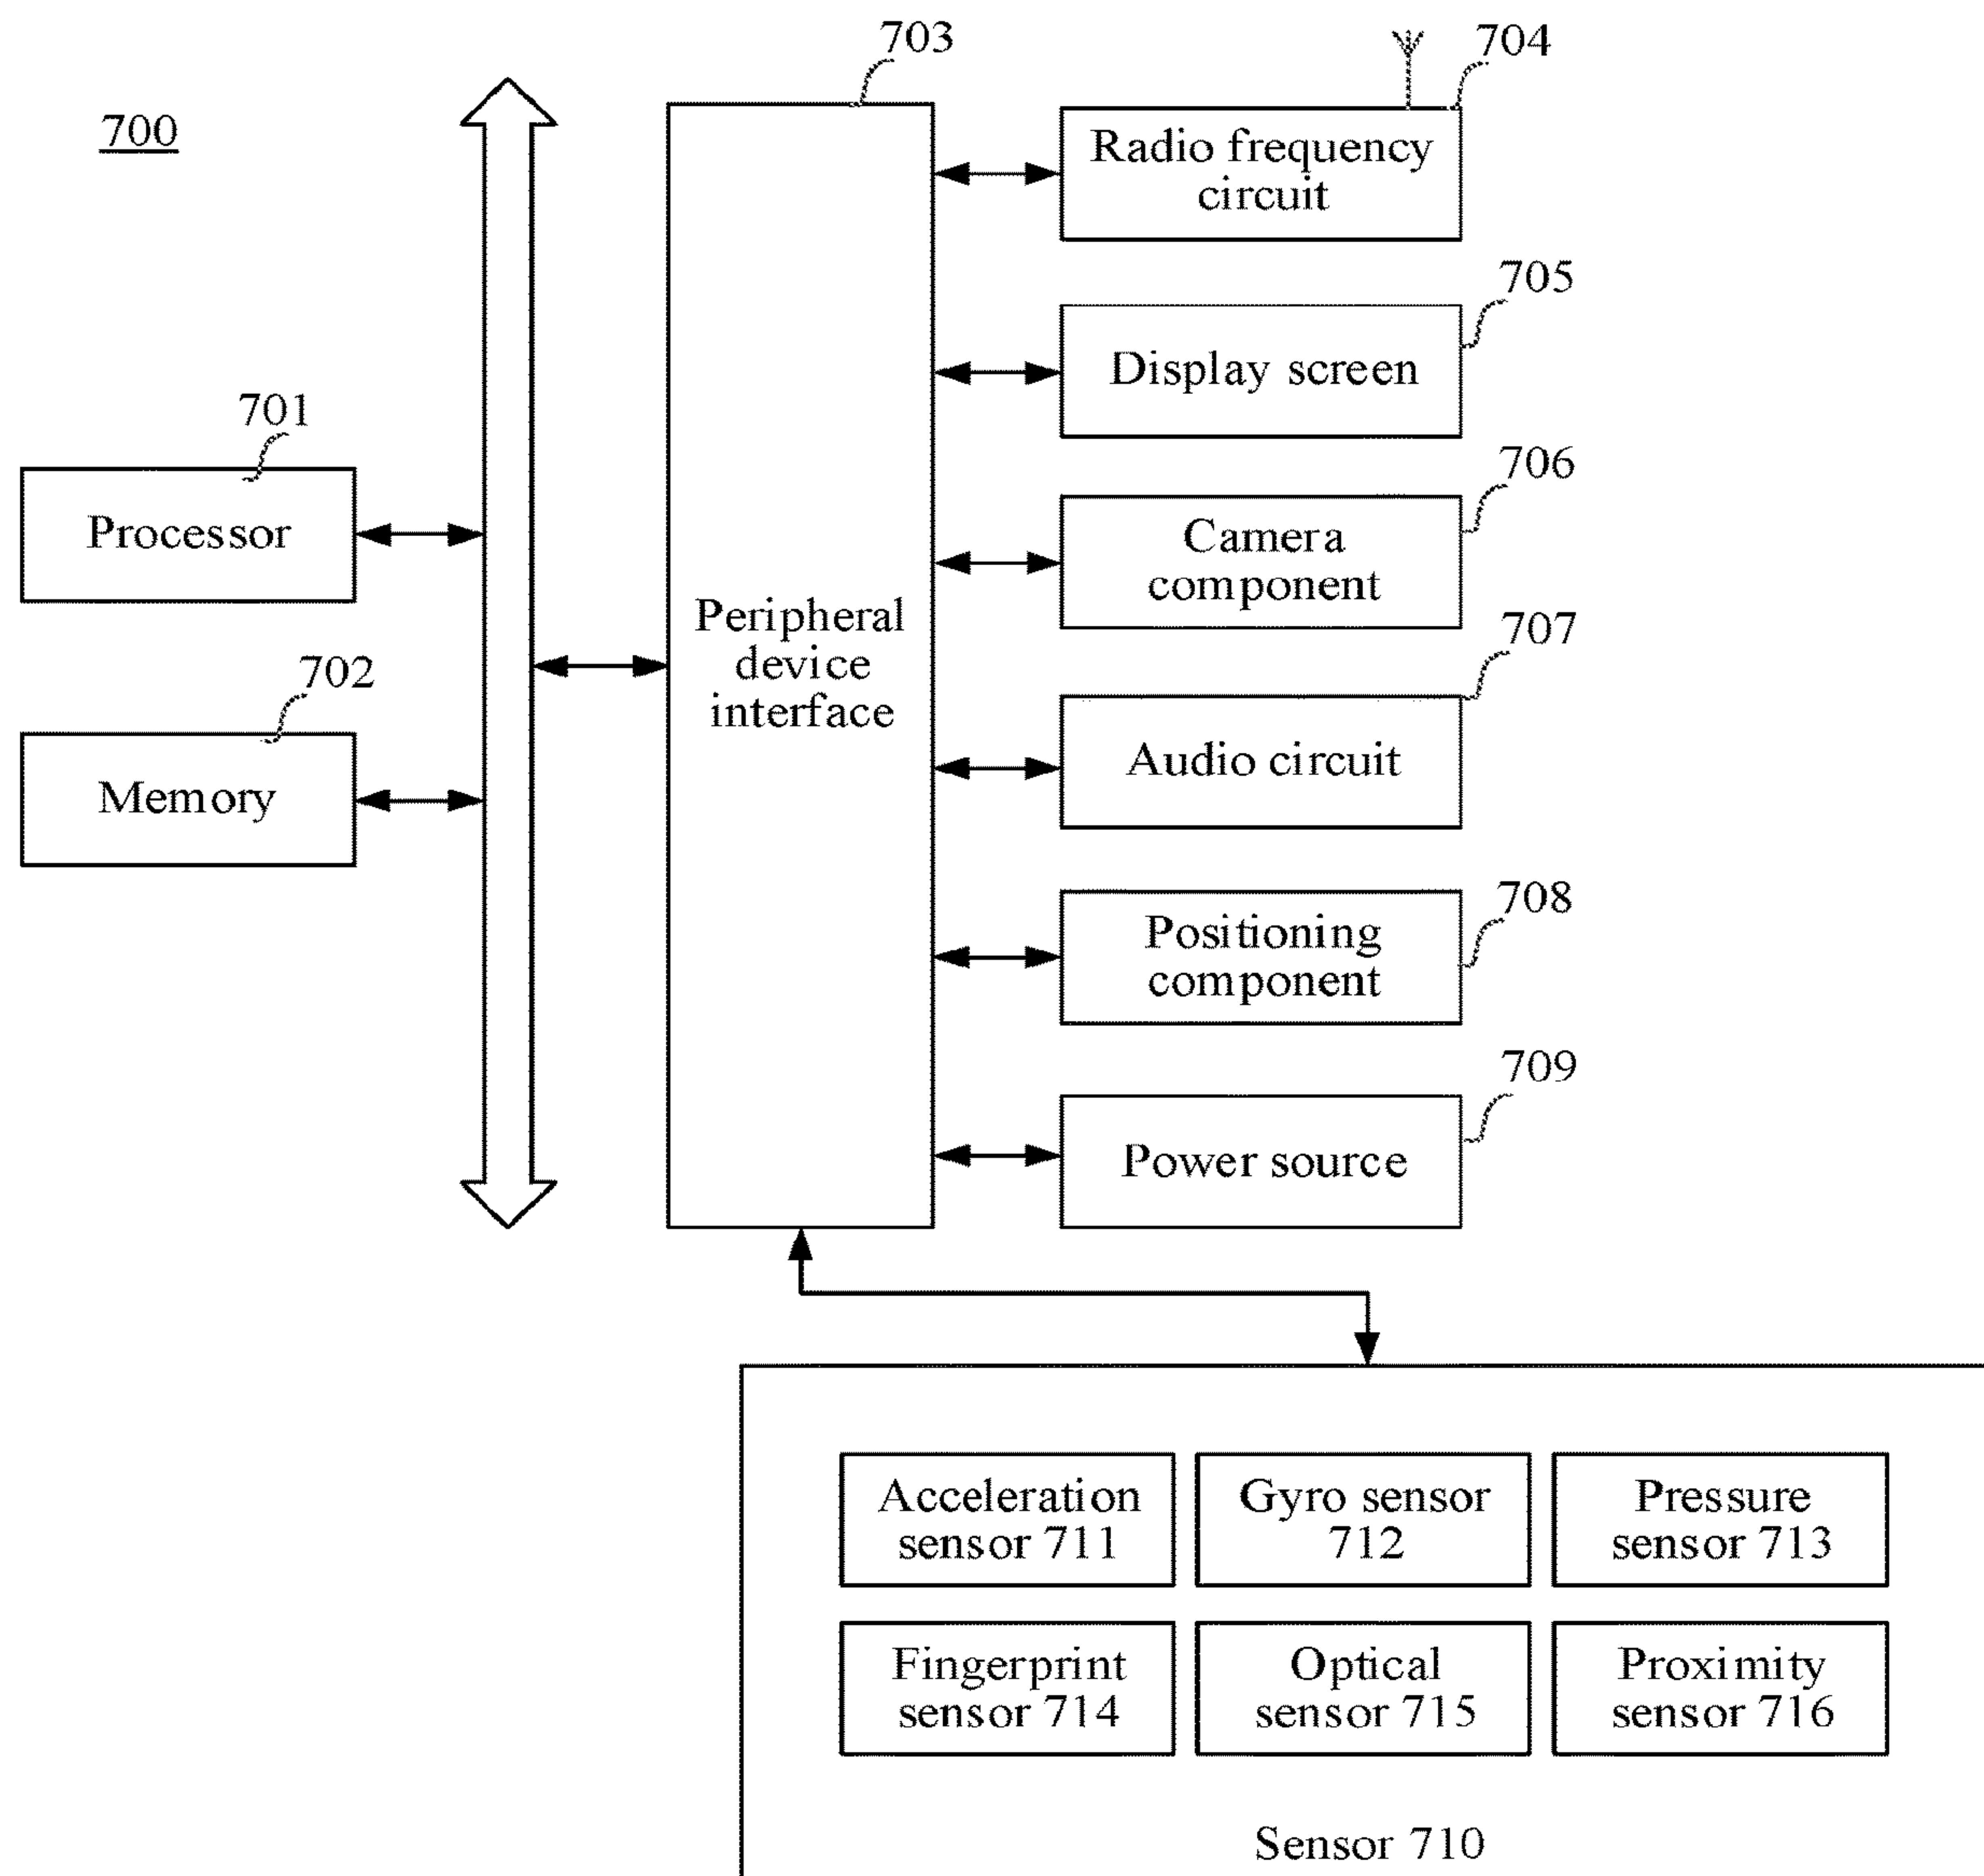 700
703
704
Radio frequency
circuit
705
Display screen
701
Processor
706
Camera
component
Peripheral
device
interface
702
Memory
707
Audio circuit
708
Positioning
component
709
Power source
Acceleration
sensor 711
Gyro sensor
712
Pressure
sensor 713
Fingerprint
sensor 714
Optical
sensor 715
Proximity
sensor 716
Sensor 710